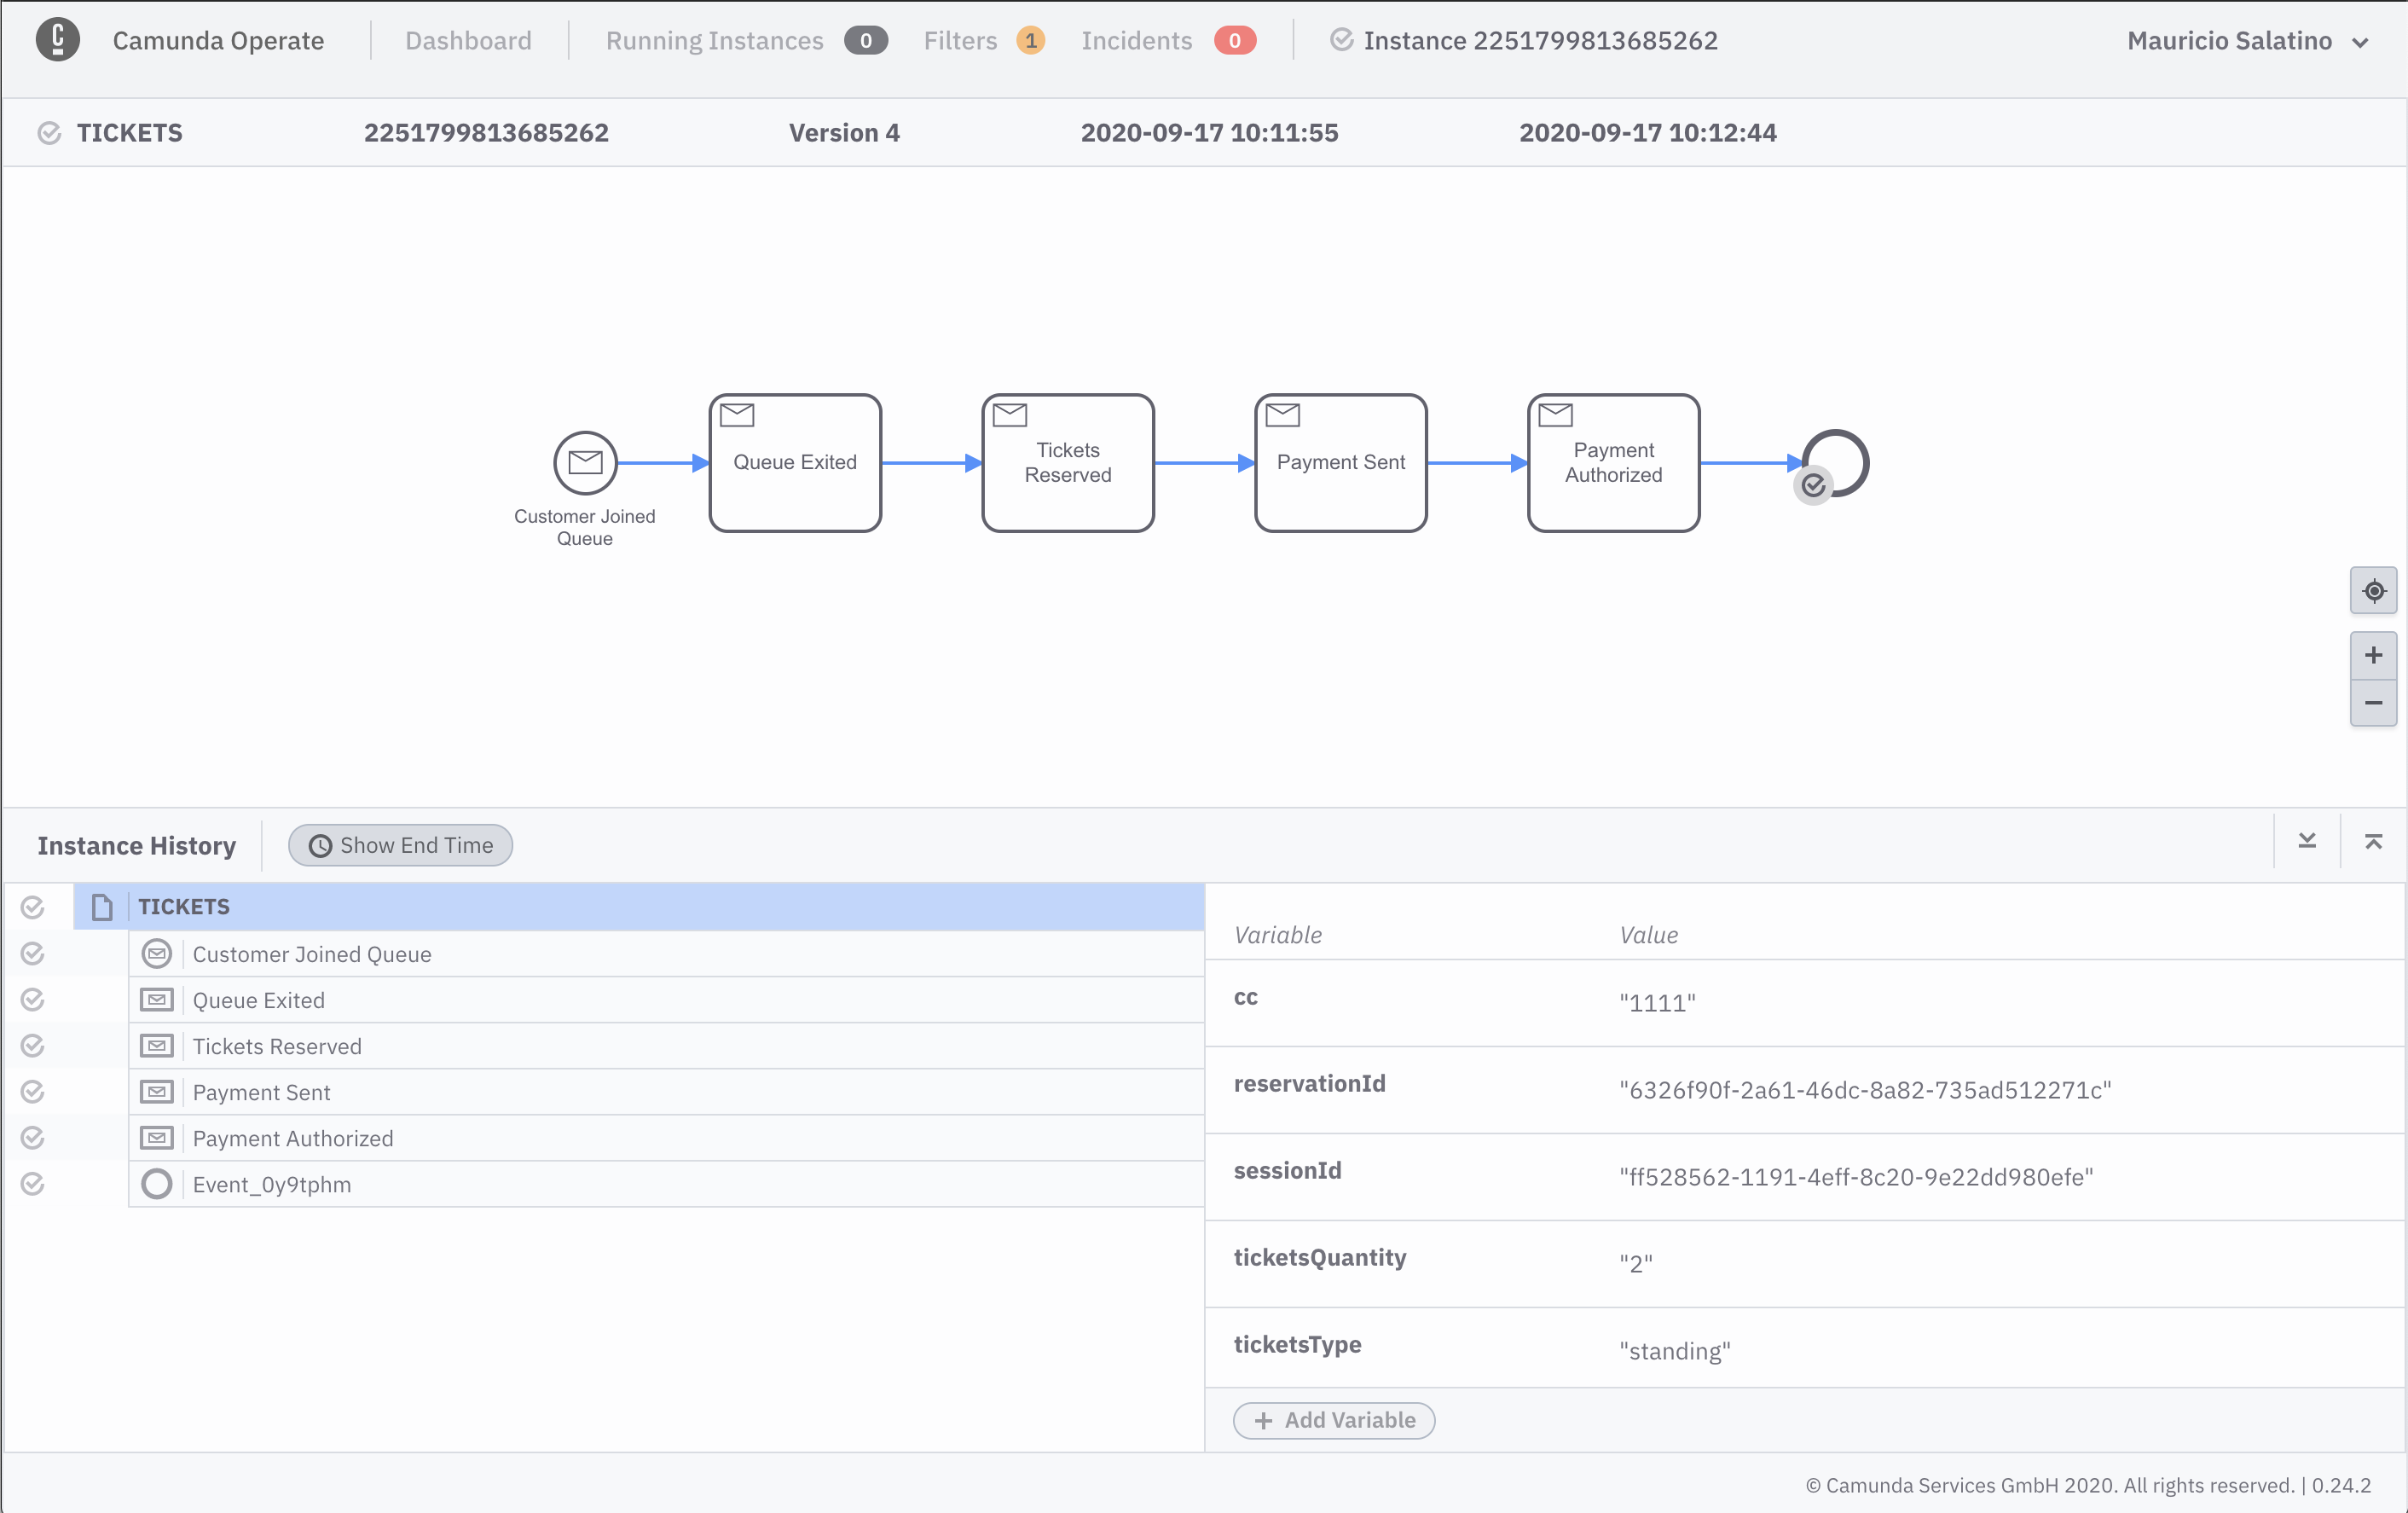 Camunda Operate
Dashboard
Running Instances 0
Filters 1
Incidents 0
Instance 2251799813685262
Mauricio Salatino
TICKETS 2251799813685262 Version 4 2020-09-17 10:11:55 2020-09-17 10:12:44
Customer Joined
Queue
Queue Exited
Tickets
Reserved
Payment Sent
Payment
Authorized
Instance History
Show End Time
TICKETS
Customer Joined Queue
Queue Exited
Tickets Reserved
Payment Sent
Payment Authorized
Event_0y9tphm
Variable Value
cc "1111"
reservationId "6326f90f-2a61-46dc-8a82-735ad512271c"
sessionId "ff528562-1191-4eff-8c20-9e22dd980efe"
ticketsQuantity "2"
ticketsType "standing"
+ Add Variable
© Camunda Services GmbH 2020. All rights reserved. | 0.24.2